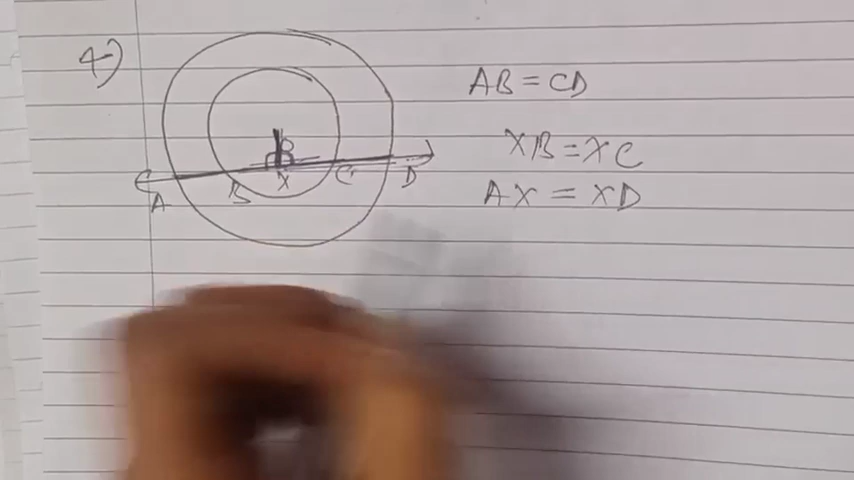 4)
AB = CD
XB = XC
AX = XD
A B X C D